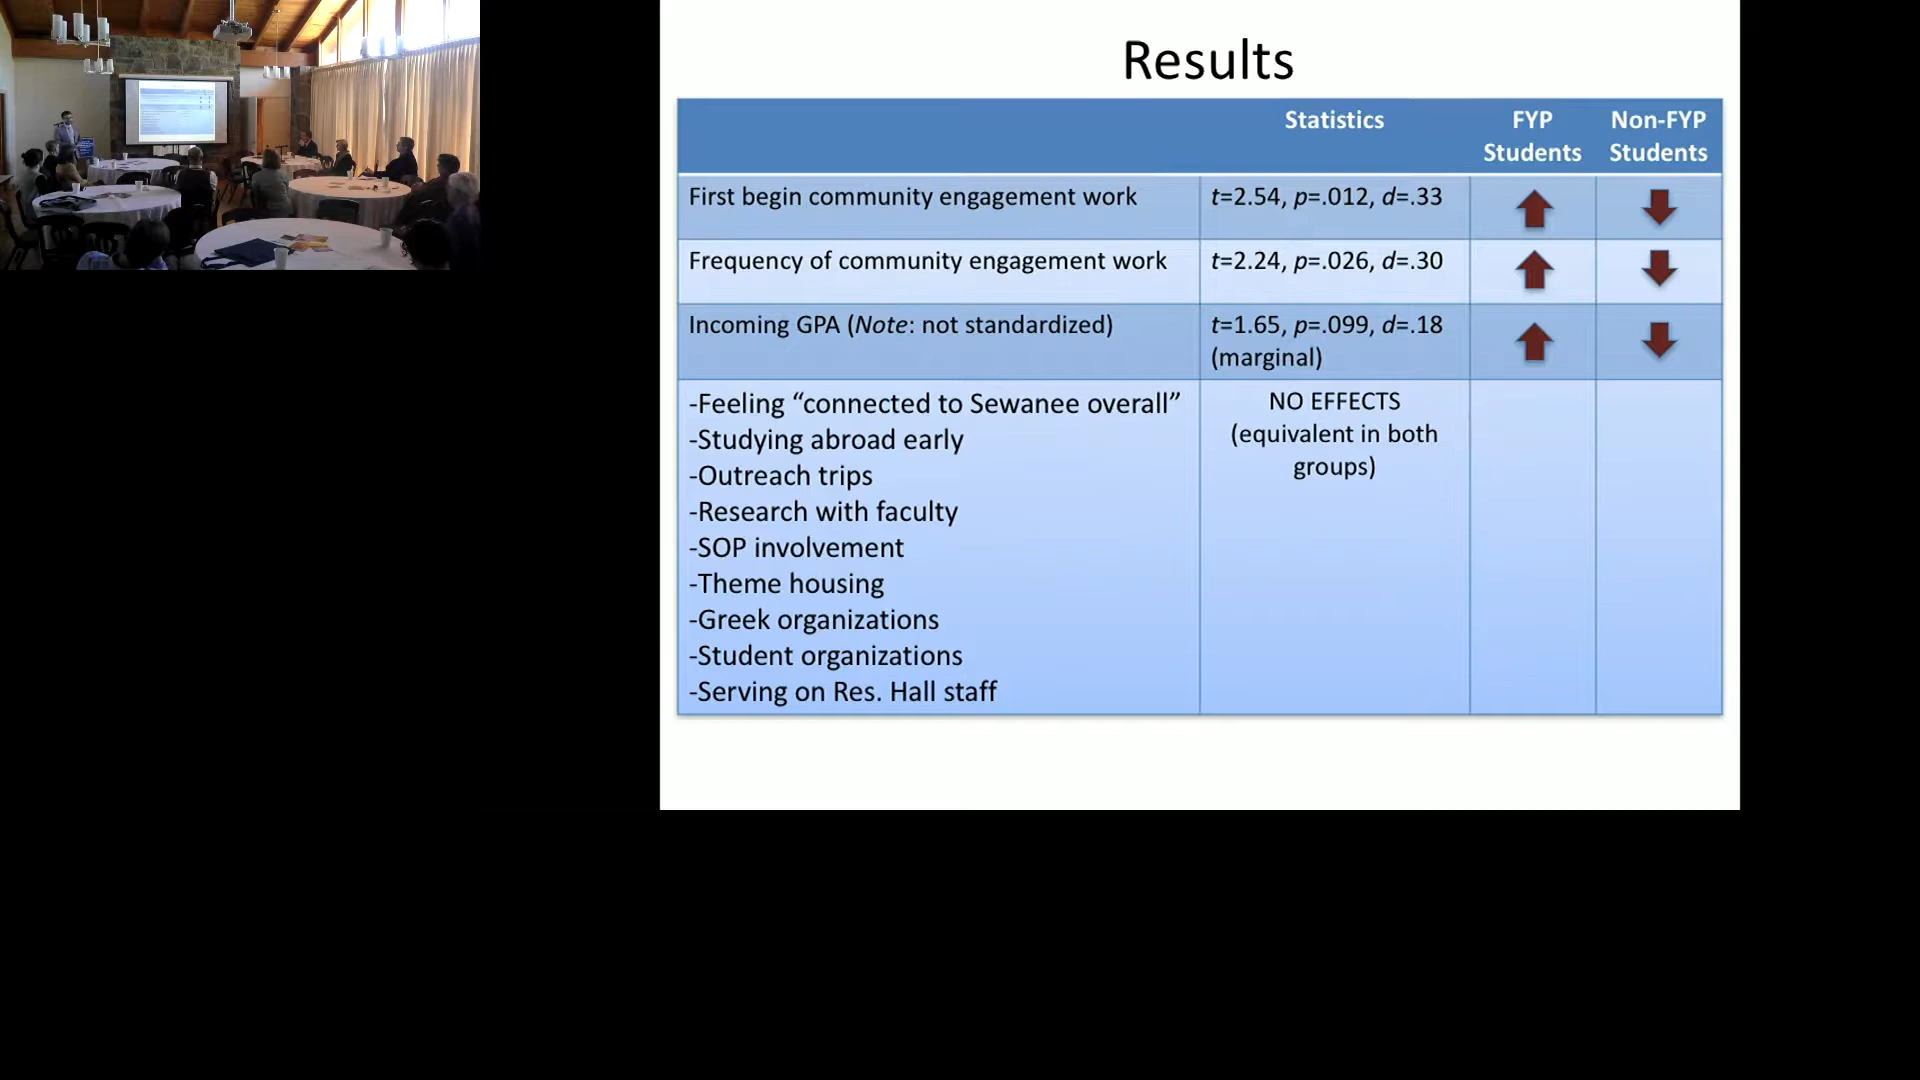 Results
Statistics
FYP
Students
Non-FYP
Students
First begin community engagement work
t=2.54, p=.012, d=.33
Frequency of community engagement work
t=2.24, p=.026, d=.30
Incoming GPA (Note: not standardized)
t=1.65, p=.099, d=.18
(marginal)
-Feeling “connected to Sewanee overall”
-Studying abroad early
-Outreach trips
-Research with faculty
-SOP involvement
-Theme housing
-Greek organizations
-Student organizations
-Serving on Res. Hall staff
NO EFFECTS
(equivalent in both
groups)